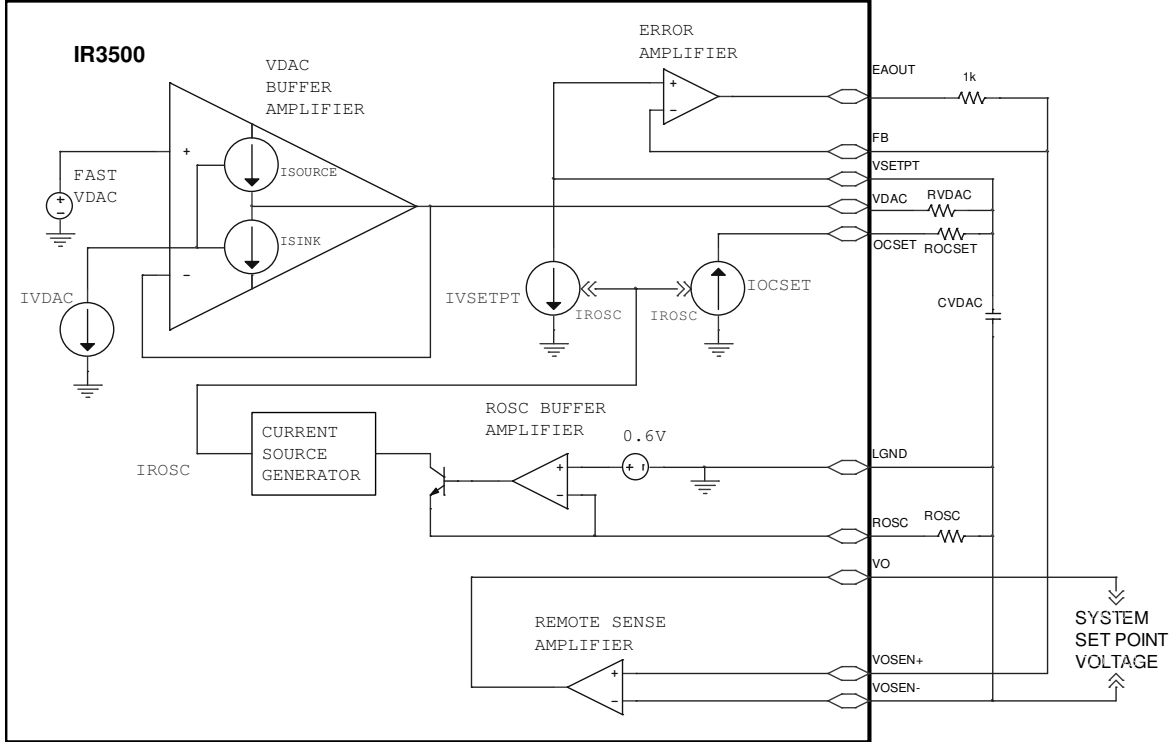 IR3500
ERROR
AMPLIFIER
VDAC
BUFFER
AMPLIFIER
EAOUT
1k
+
−
FB
+
ISOURCE
VSETPT
FAST
VDAC
+
−
VDAC
RVDAC
OCSET
ROCSET
ISINK
−
IVDAC
IVSETPT
IROSC
IROSC
IOCSET
CVDAC
ROSC BUFFER
AMPLIFIER
0.6V
CURRENT
SOURCE
GENERATOR
IROSC
+
−
+
LGND
ROSC
ROSC
VO
REMOTE SENSE
AMPLIFIER
SYSTEM
SET POINT
VOLTAGE
+
−
VOSEN+
VOSEN-